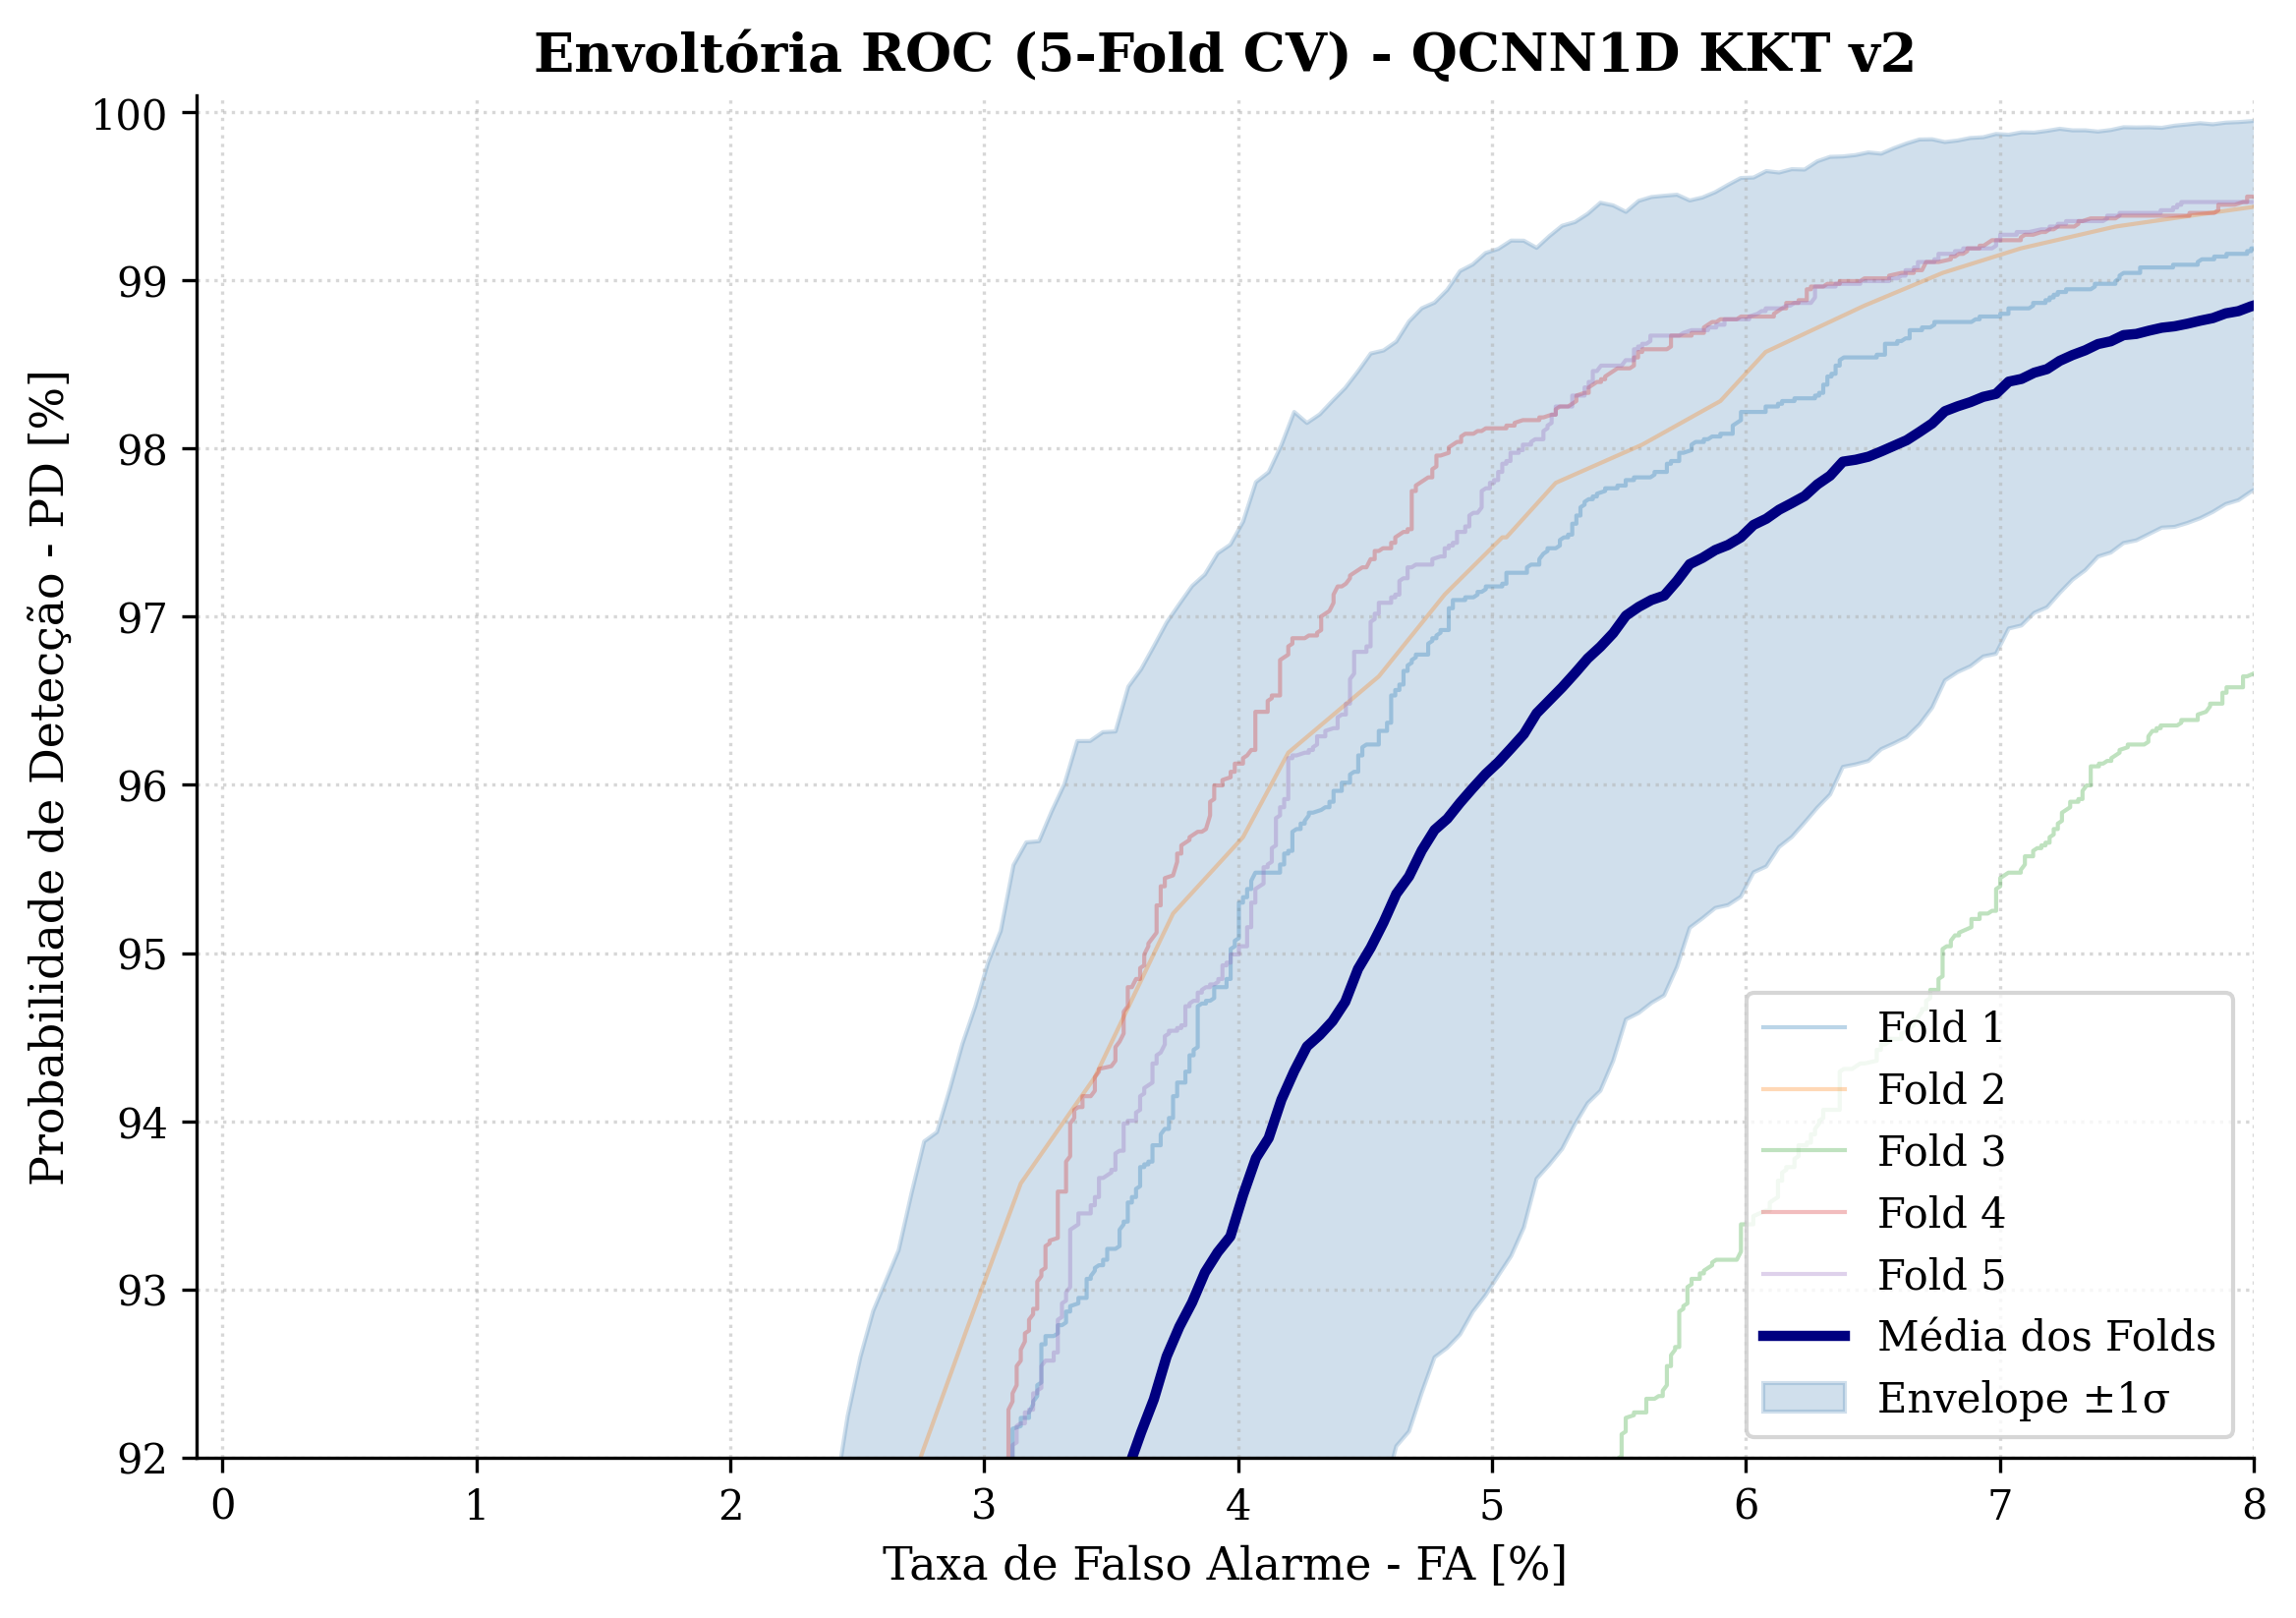 Envoltória ROC (5-Fold CV) - QCNN1D KKT v2
Probabilidade de Detecção - PD [%]
100
99
98
97
96
95
94
93
92
Fold 1
Fold 2
Fold 3
Fold 4
Fold 5
Média dos Folds
Envelope ±1σ
0 1 2 3 4 5 6 7 8
Taxa de Falso Alarme - FA [%]